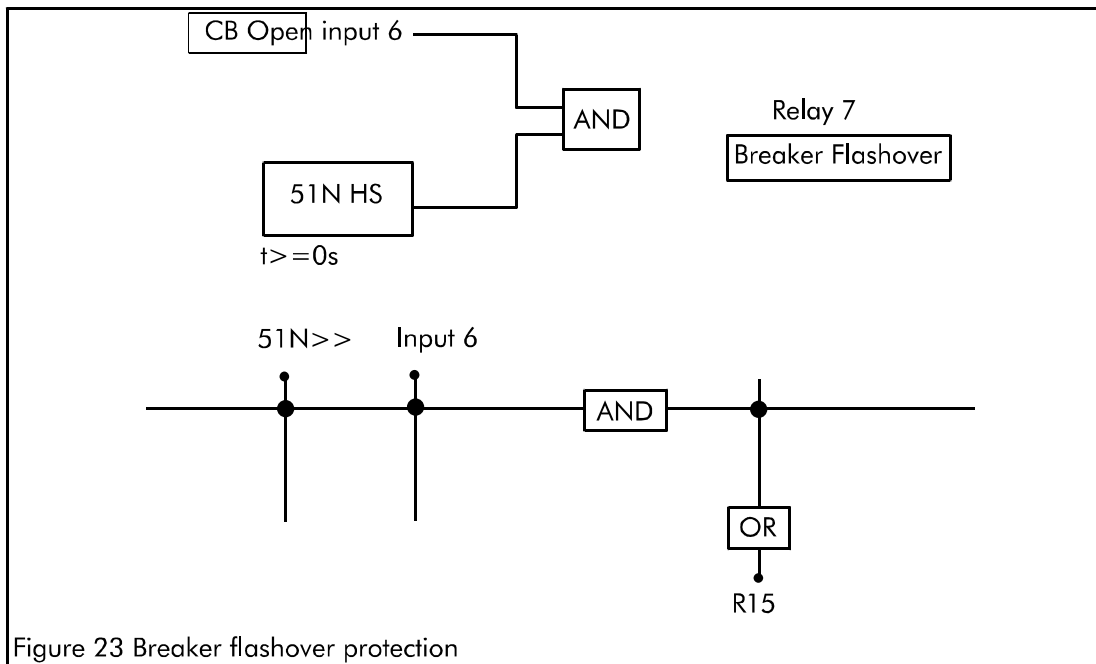 CB Open input 6
AND
Relay 7
Breaker Flashover
51N HS
t>=0s
51N>> Input 6
AND
OR
R15
Figure 23 Breaker flashover protection